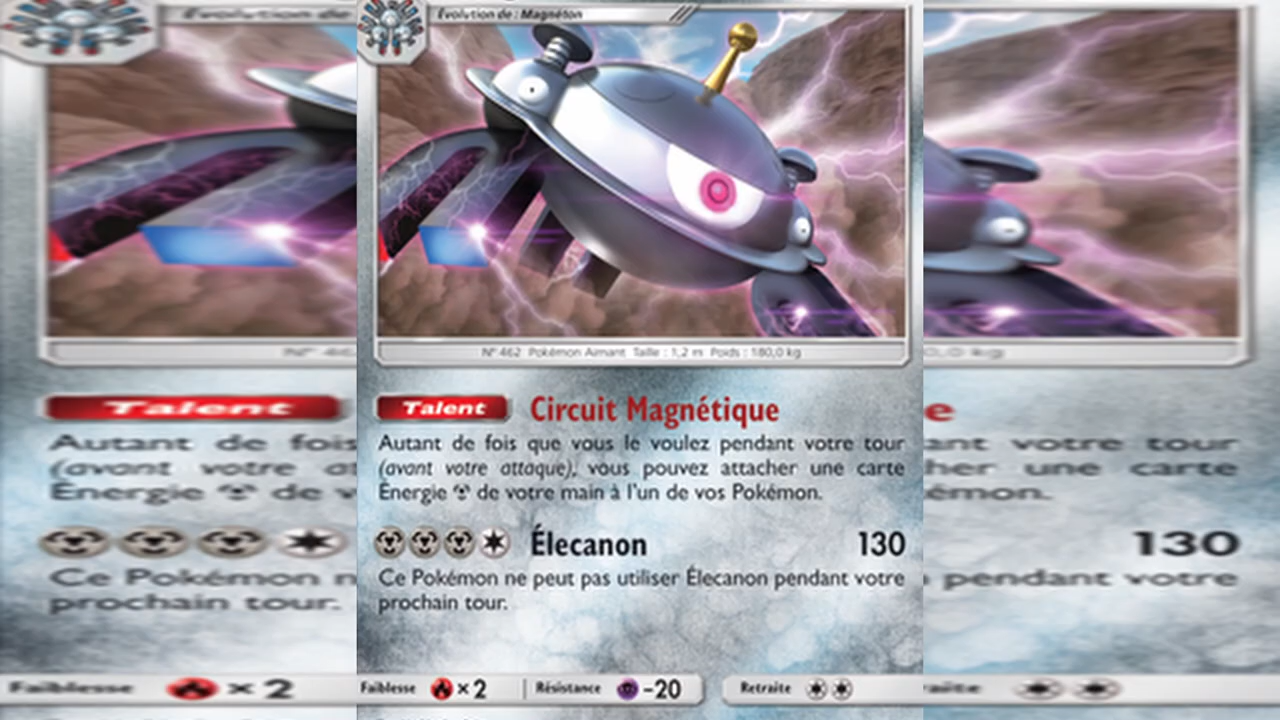 Évolution de : Magnéton
N° 462 Pokémon Aimant Taille : 1,2 m Poids : 180,0 kg
Talent Circuit Magnétique
Autant de fois que vous le voulez pendant votre tour
(avant votre attaque), vous pouvez attacher une carte
Énergie de votre main à l'un de vos Pokémon.
Élecanon 130
Ce Pokémon ne peut pas utiliser Élecanon pendant votre
prochain tour.
Faiblesse ×2 Résistance -20 Retraite